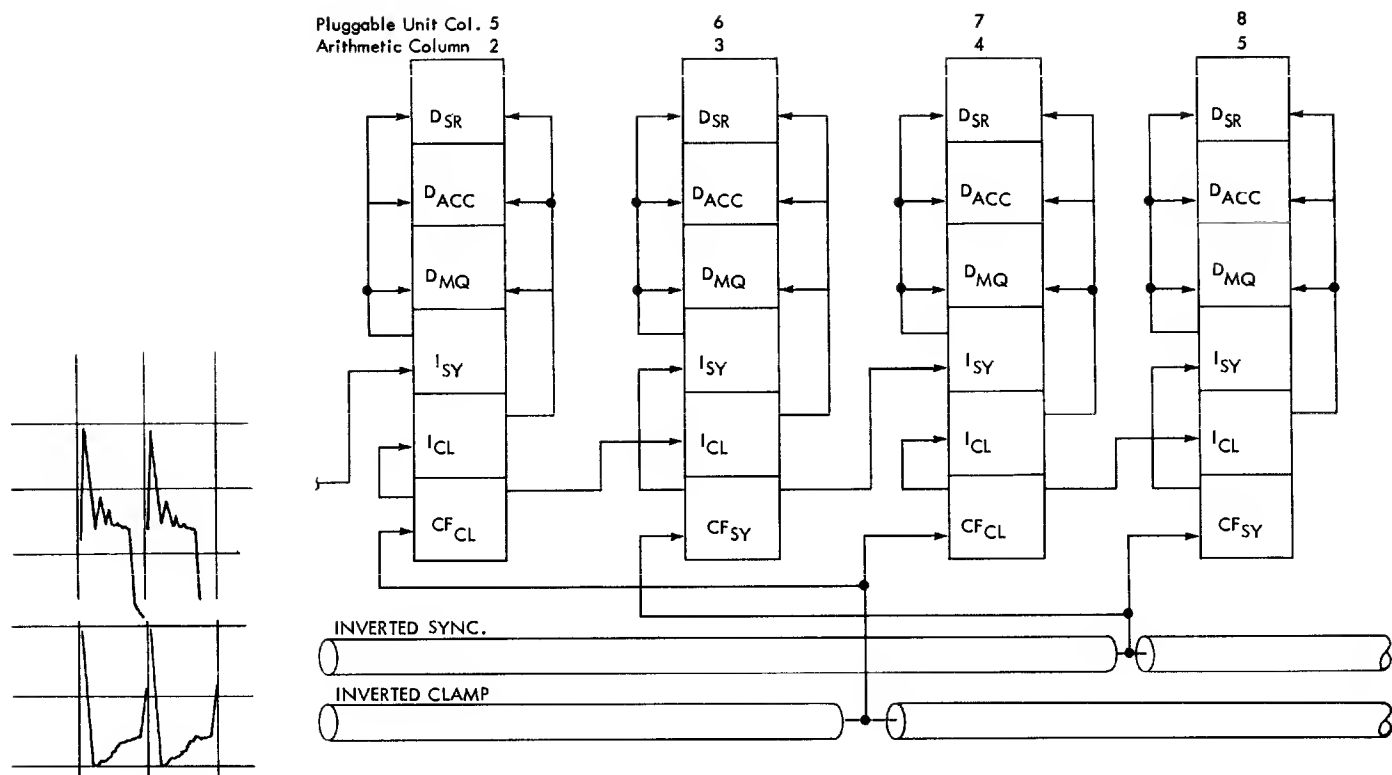 Pluggable Unit Col. 5 6 7 8
Arithmetic Column 2 3 4 5
DSR DSR DSR DSR
DACC DACC DACC DACC
DMQ DMQ DMQ DMQ
ISY ISY ISY ISY
ICL ICL ICL ICL
CFCL CFSY CFCL CFSY
INVERTED SYNC.
INVERTED CLAMP